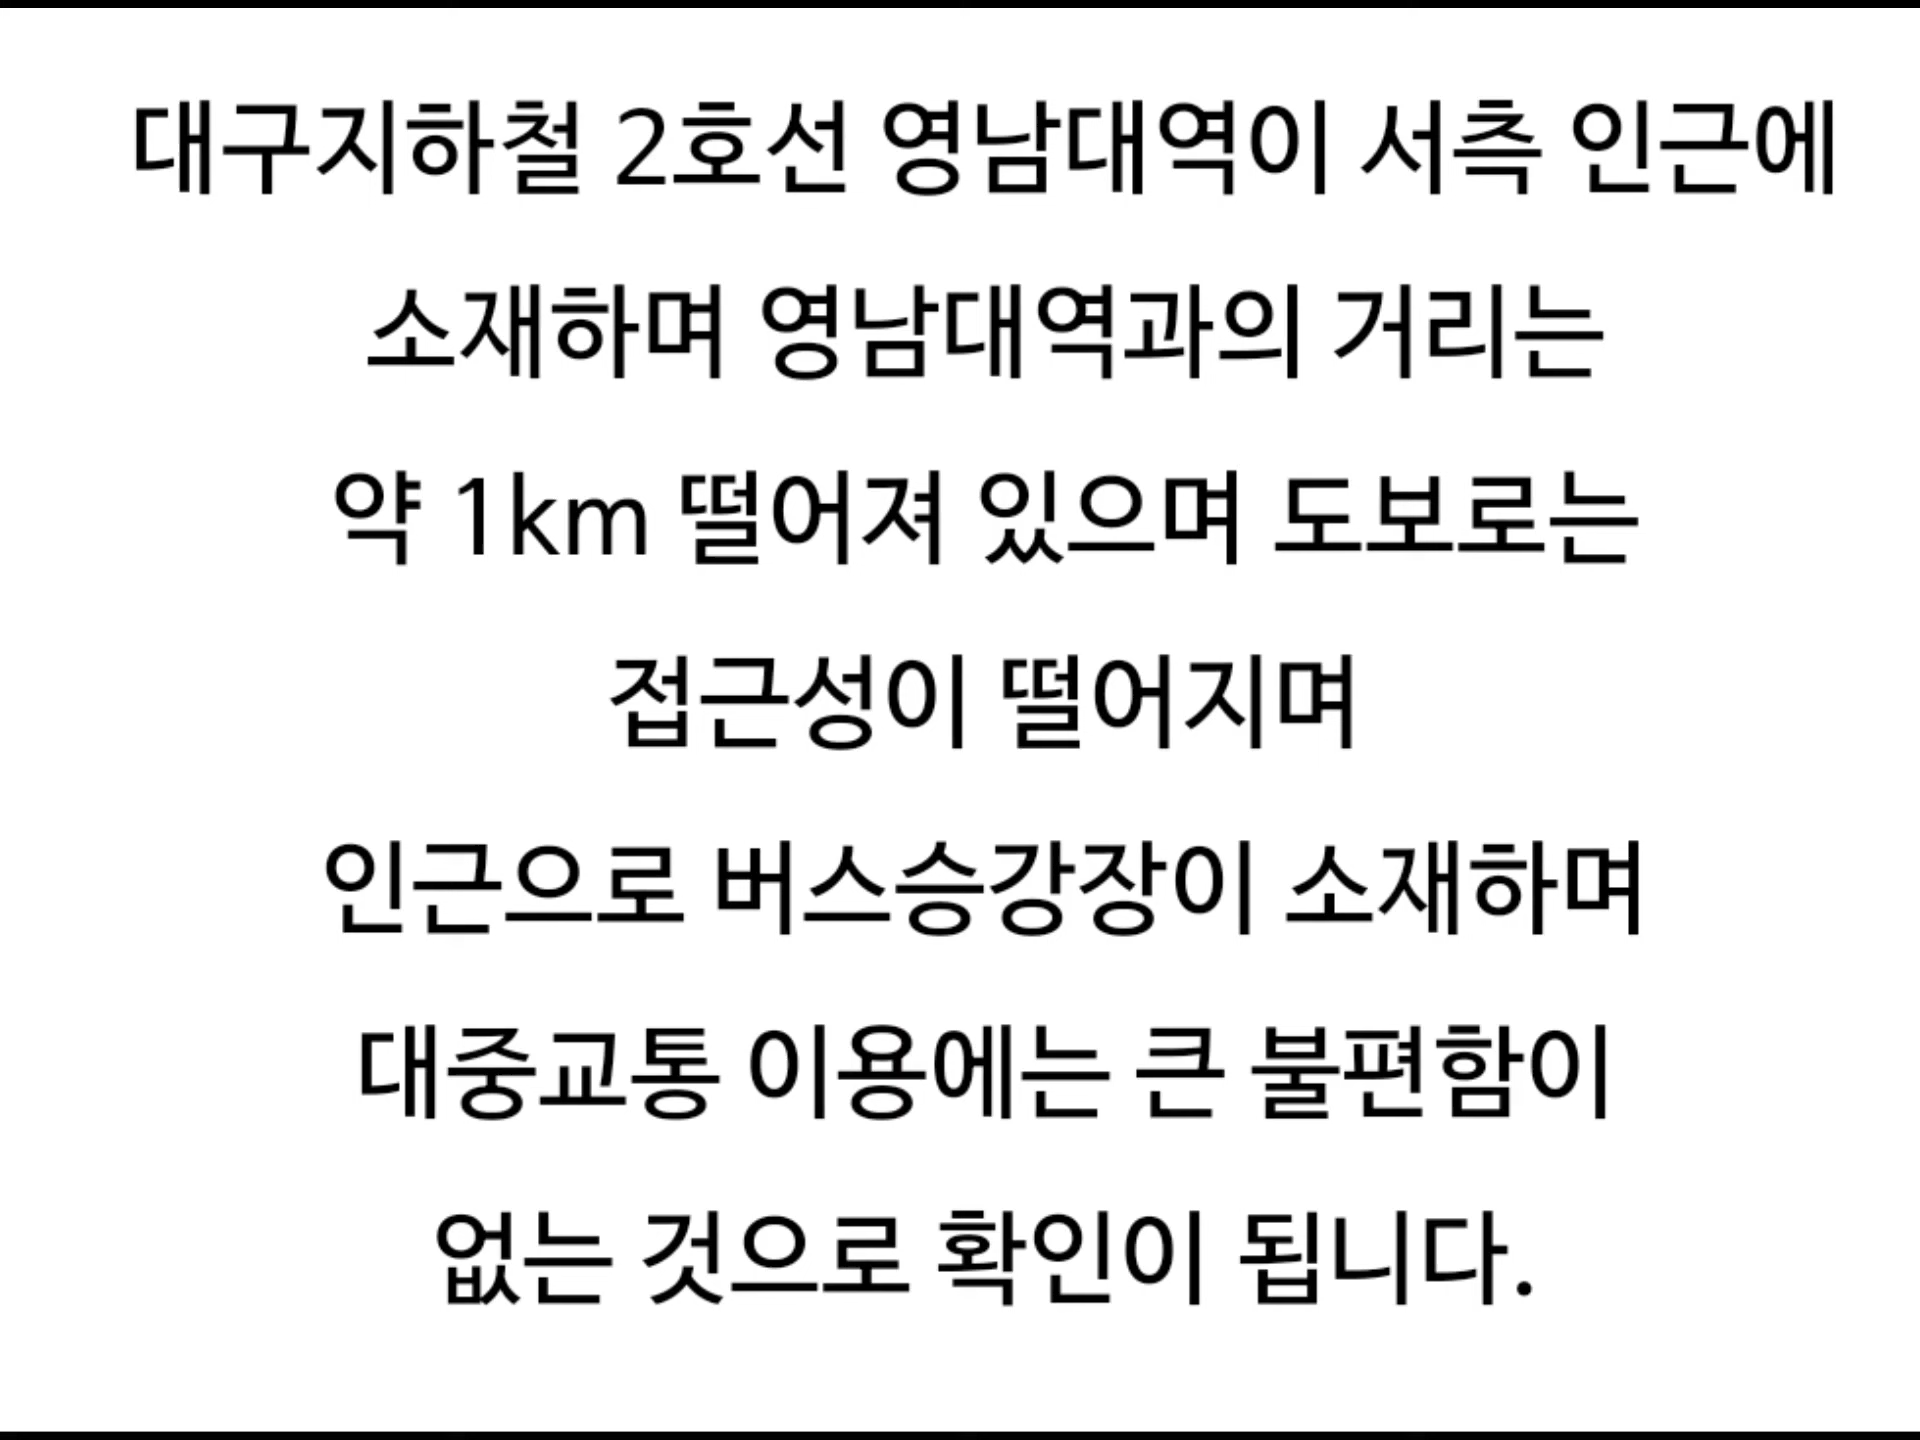 대구지하철 2호선 영남대역이 서측 인근에
소재하며 영남대역과의 거리는
약 1km 떨어져 있으며 도보로는
접근성이 떨어지며
인근으로 버스승강장이 소재하며
대중교통 이용에는 큰 불편함이
없는 것으로 확인이 됩니다.